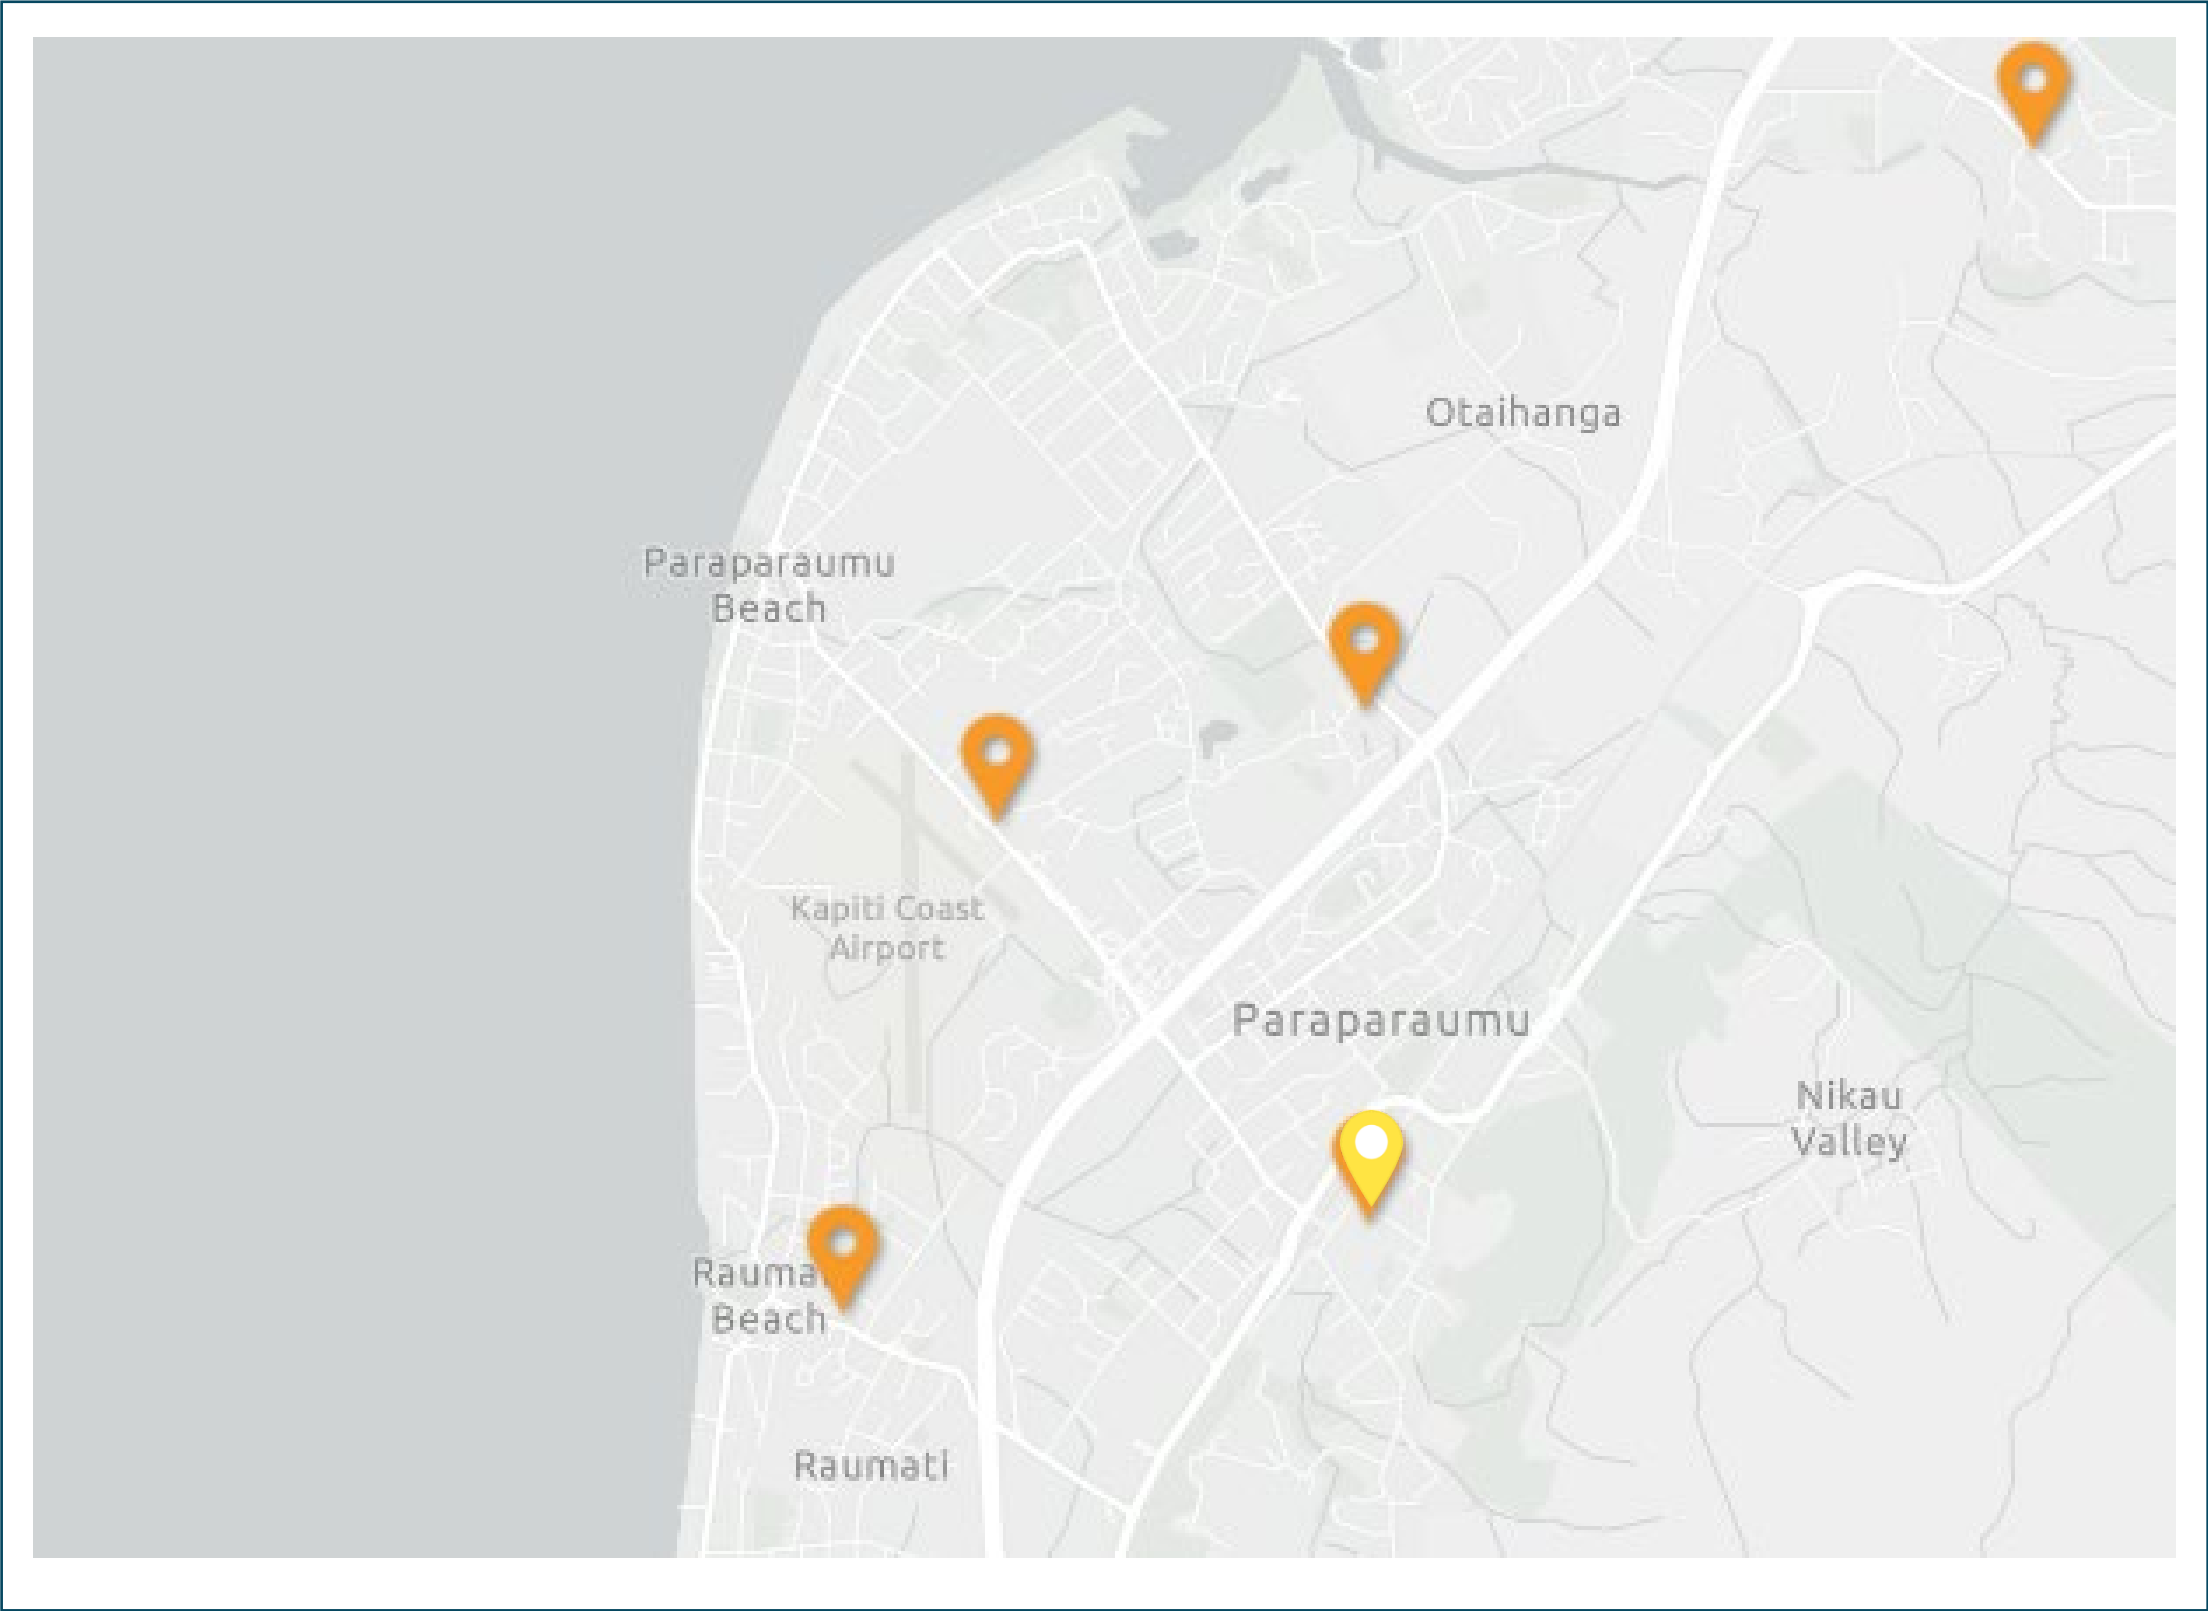 Otaihanga
Paraparaumu
Beach
Kapiti Coast
Airport
Paraparaumu
Nikau
Valley
Beach
Raumati